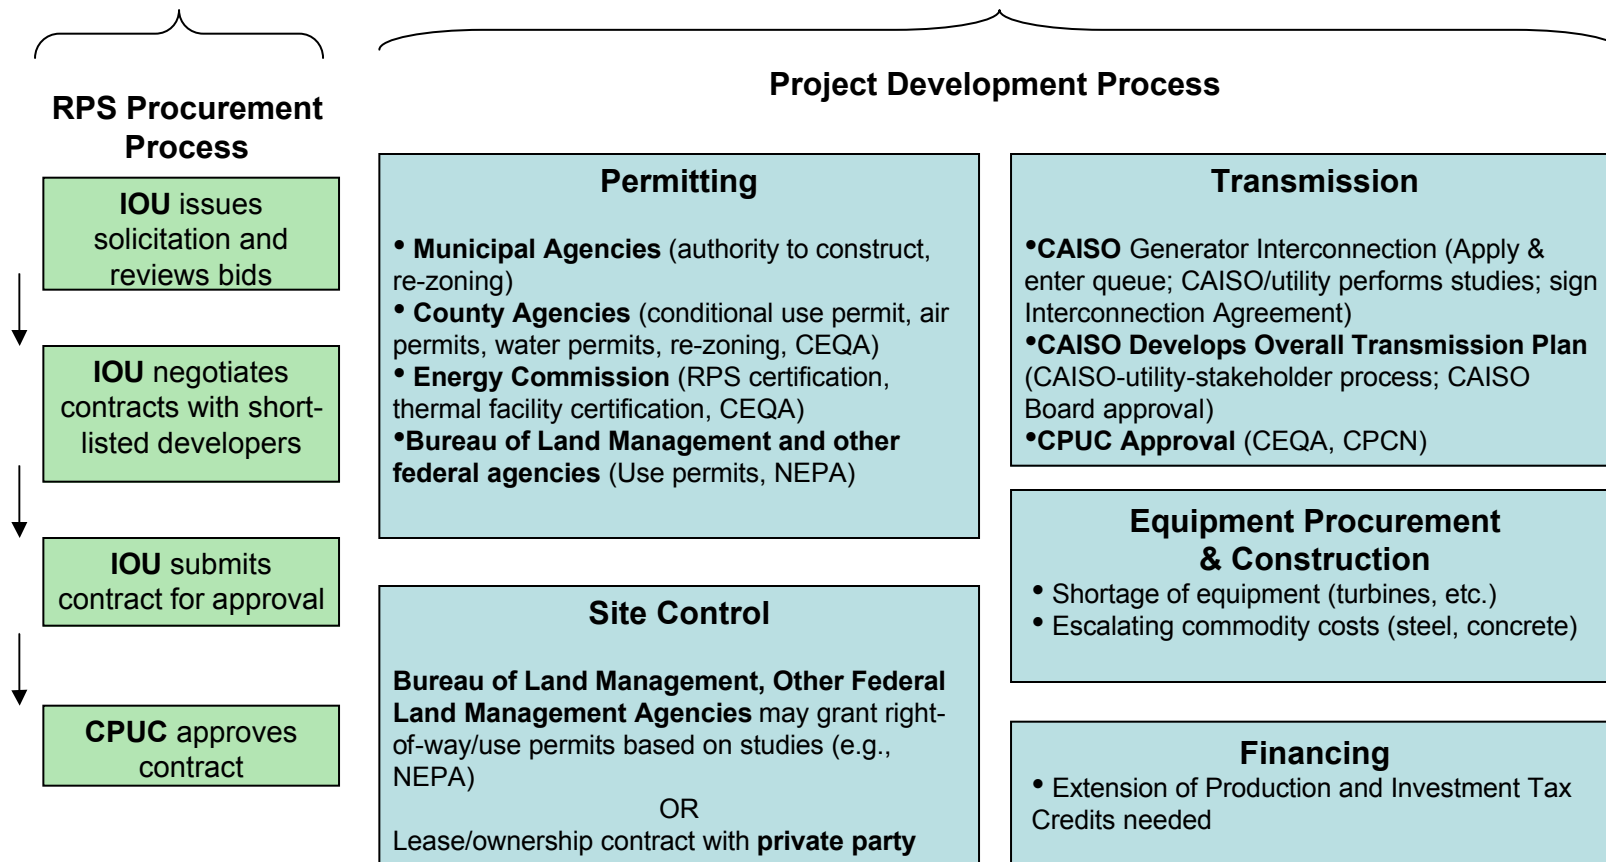 RPS Procurement
Process
IOU issues
solicitation and
reviews bids
IOU negotiates
contracts with short-
listed developers
IOU submits
contract for approval
CPUC approves
contract
Project Development Process
Permitting
• Municipal Agencies (authority to construct,
re-zoning)
• County Agencies (conditional use permit, air
permits, water permits, re-zoning, CEQA)
• Energy Commission (RPS certification,
thermal facility certification, CEQA)
•Bureau of Land Management and other
federal agencies (Use permits, NEPA)
Site Control
Bureau of Land Management, Other Federal
Land Management Agencies may grant right-
of-way/use permits based on studies (e.g.,
NEPA)
OR
Lease/ownership contract with private party
Transmission
•CAISO Generator Interconnection (Apply &
enter queue; CAISO/utility performs studies; sign
Interconnection Agreement)
•CAISO Develops Overall Transmission Plan
(CAISO-utility-stakeholder process; CAISO
Board approval)
•CPUC Approval (CEQA, CPCN)
Equipment Procurement
& Construction
• Shortage of equipment (turbines, etc.)
• Escalating commodity costs (steel, concrete)
Financing
• Extension of Production and Investment Tax
Credits needed